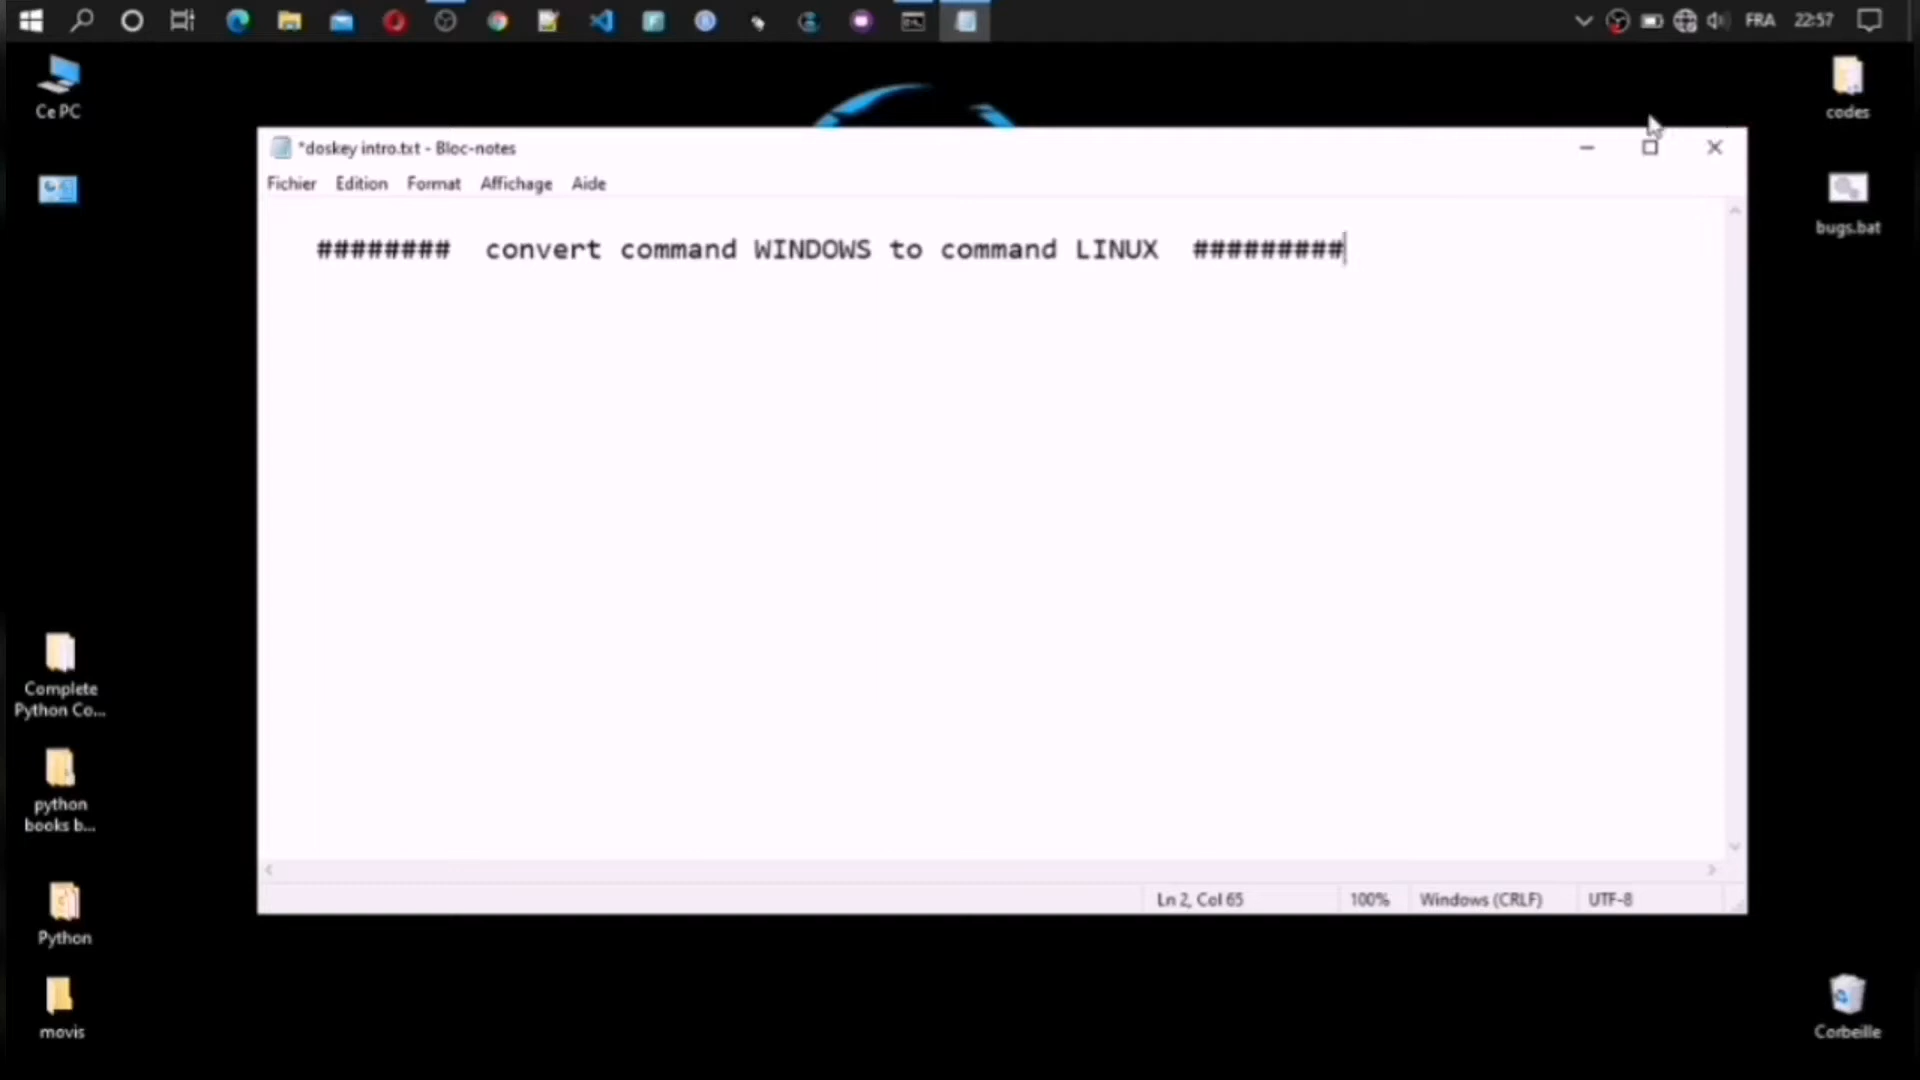 FRA 22:57
Ce PC
codes
bugs.bat
*doskey intro.txt - Bloc-notes
Fichier Edition Format Affichage Aide
######## convert command WINDOWS to command LINUX #########
Complete
Python Co...
python
books b...
Python
movis
Ln 2, Col 65 100% Windows (CRLF) UTF-8
Corbeille